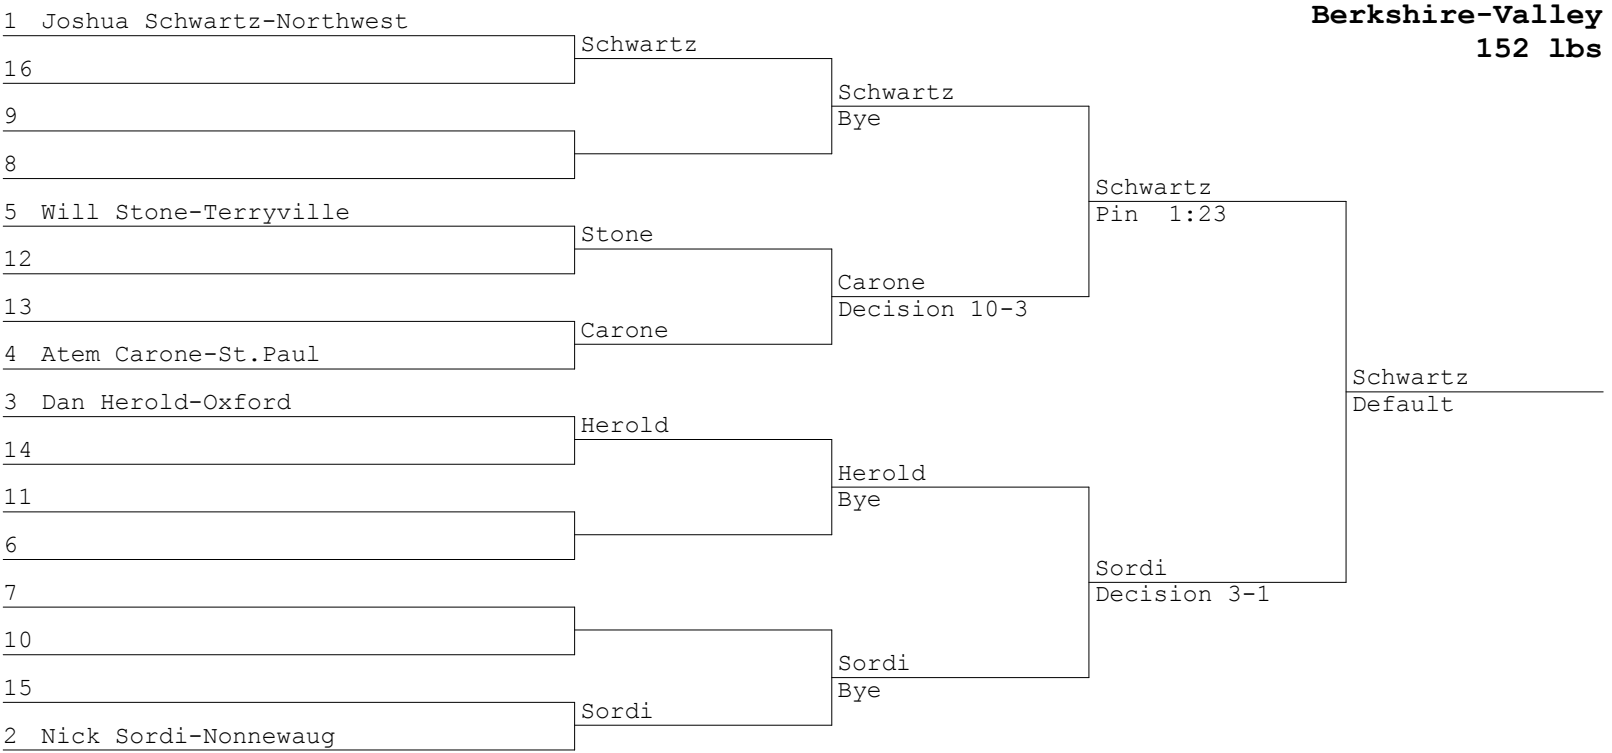 Berkshire-Valley
152 lbs
1 Joshua Schwartz-Northwest
16
9
8
5 Will Stone-Terryville
12
13
4 Atem Carone-St.Paul
3 Dan Herold-Oxford
14
11
6
7
10
15
2 Nick Sordi-Nonnewaug
Schwartz
Stone
Carone
Herold
Sordi
Schwartz
Bye
Carone
Decision 10-3
Herold
Bye
Sordi
Bye
Schwartz
Pin 1:23
Sordi
Decision 3-1
Schwartz
Default